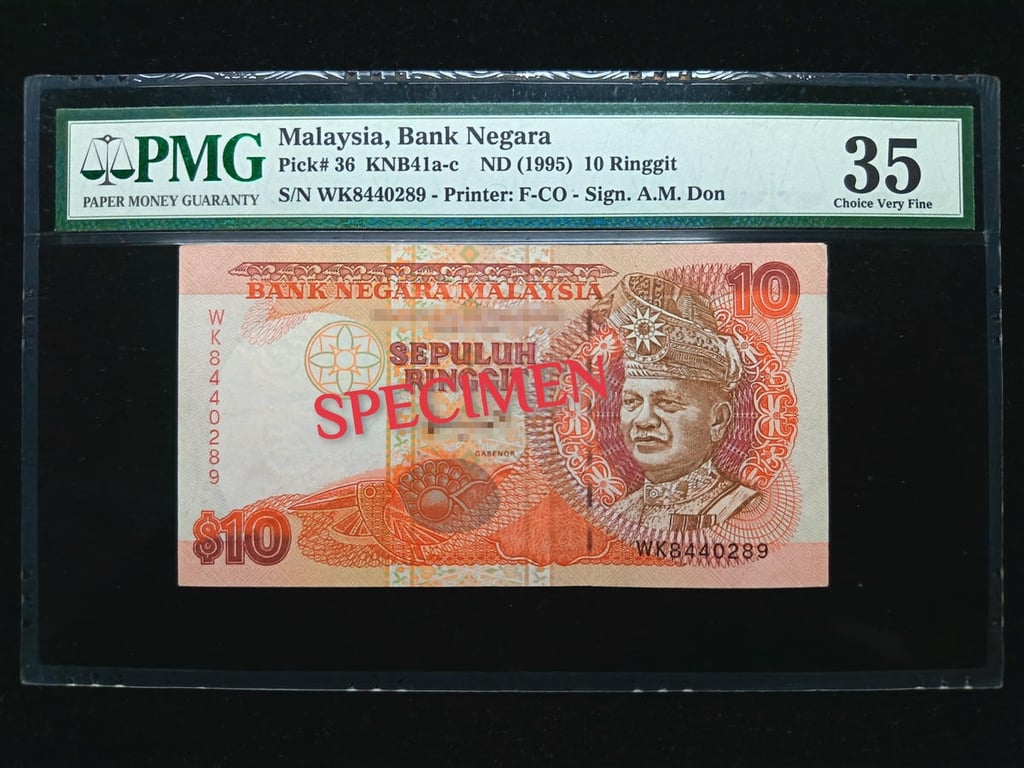 PMG
PAPER MONEY GUARANTY
Malaysia, Bank Negara
Pick# 36 KNB41a-c ND (1995) 10 Ringgit
S/N WK8440289 - Printer: F-CO - Sign. A.M. Don
35
Choice Very Fine
BANK NEGARA MALAYSIA
10
WK8440289
SEPULUH
RINGGIT
SPECIMEN
GABENOR
$10
WK8440289